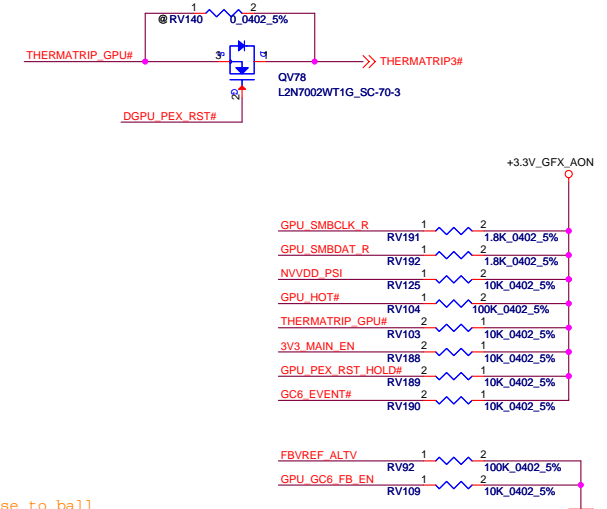 1 2
@RV140 0_0402_5%
THERMATRIP_GPU# 3 S D 1 THERMATRIP3#
QV78
G 2 L2N7002WT1G_SC-70-3
DGPU_PEX_RST#
+3.3V_GFX_AON
GPU_SMBCLK_R 1 2
RV191 1.8K_0402_5%
GPU_SMBDAT_R 1 2
RV192 1.8K_0402_5%
NVVDD_PSI 1 2
RV125 10K_0402_5%
GPU_HOT# 1 2
RV104 100K_0402_5%
THERMATRIP_GPU# 2 1
RV103 10K_0402_5%
3V3_MAIN_EN 2 1
RV188 10K_0402_5%
GPU_PEX_RST_HOLD# 2 1
RV189 10K_0402_5%
GC6_EVENT# 2 1
RV190 10K_0402_5%
FBVREF_ALTV 1 2
RV92 100K_0402_5%
GPU_GC6_FB_EN 1 2
RV109 10K_0402_5%
se to ball